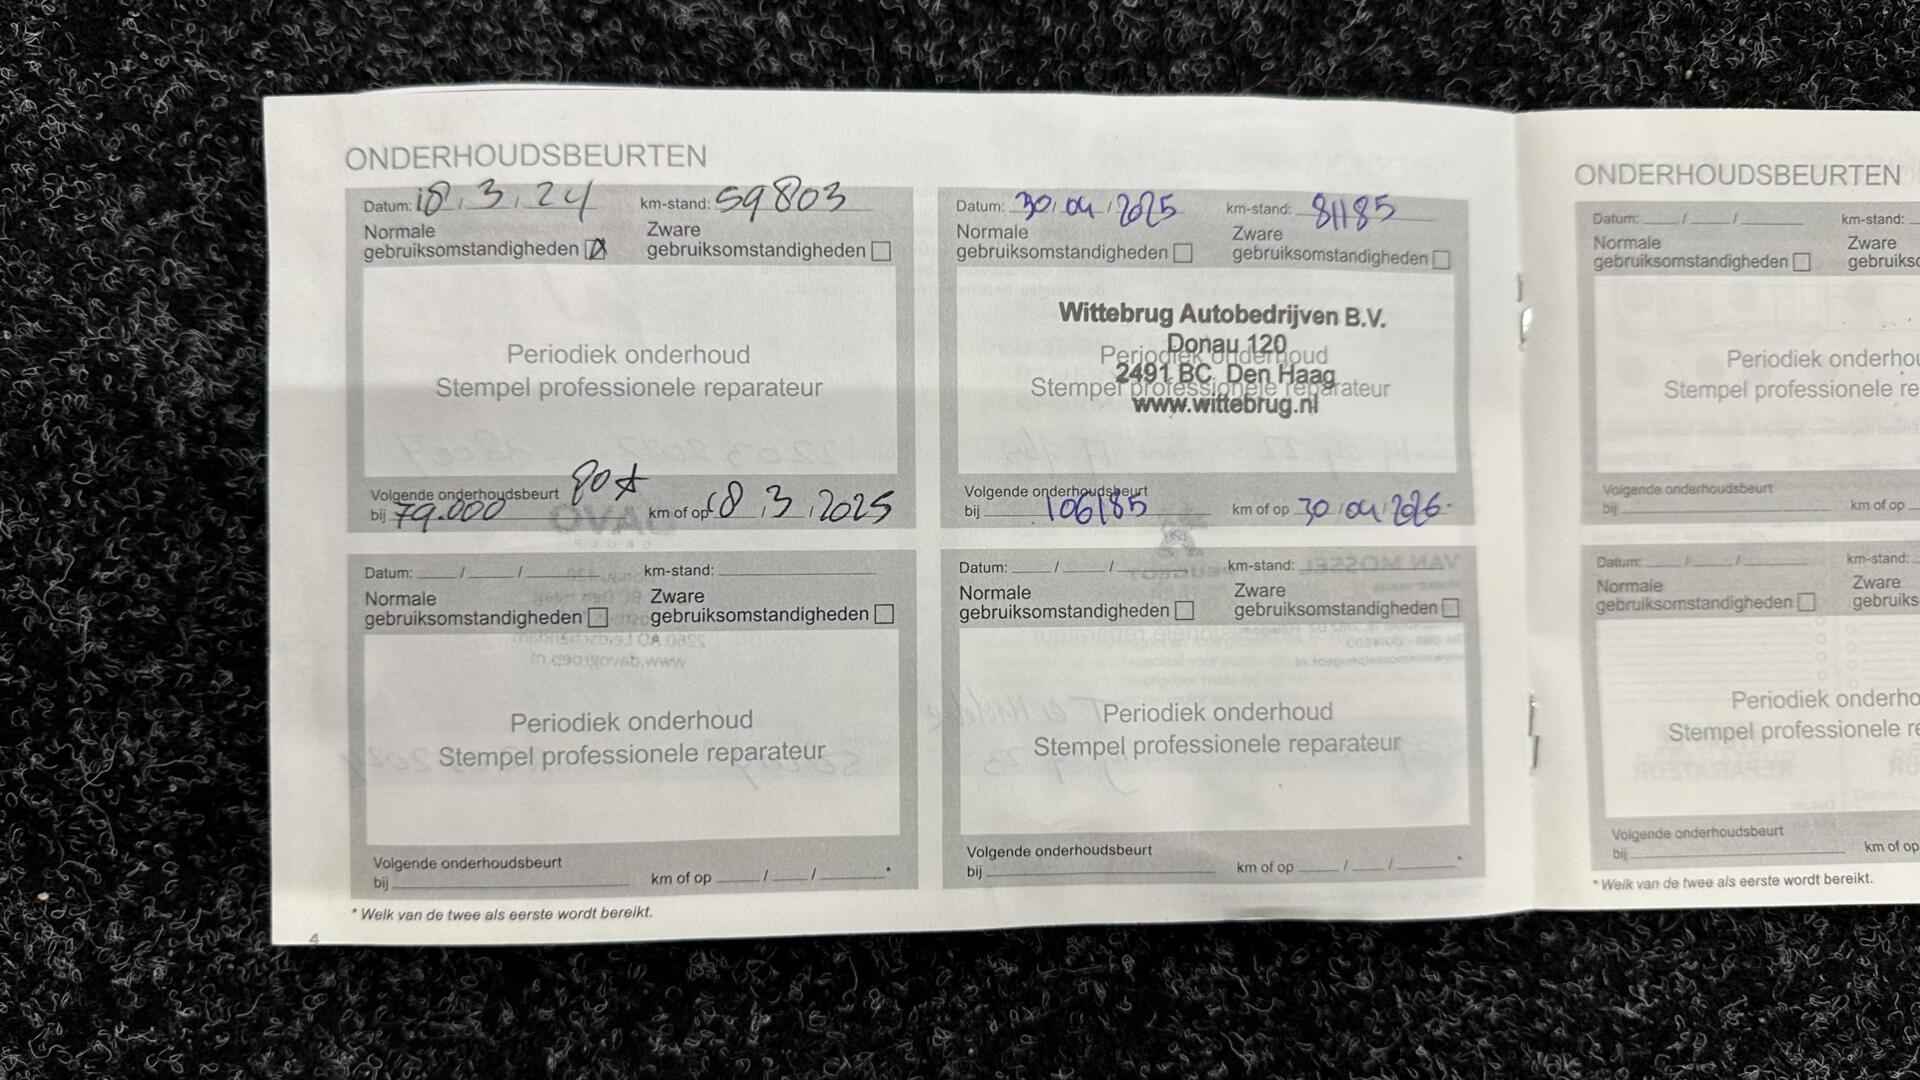 ONDERHOUDSBEURTEN
Datum: 18.3.24 km-stand: 59803
Normale Zware
gebruiksomstandigheden gebruiksomstandigheden
Periodiek onderhoud
Stempel professionele reparateur
Volgende onderhoudsbeurt
bij 79.000 km of op 18.3.2025
Datum: 30/04/2025 km-stand: 81185
Normale Zware
gebruiksomstandigheden gebruiksomstandigheden
Wittebrug Autobedrijven B.V.
Donau 120
Periodiek onderhoud
2491 BC Den Haag
Stempel professionele reparateur
www.wittebrug.nl
Volgende onderhoudsbeurt
bij 106185 km of op 30/04/2026
Datum: / / km-stand:
Normale Zware
gebruiksomstandigheden gebruiksomstandigheden
Periodiek onderhoud
Stempel professionele reparateur
Volgende onderhoudsbeurt
bij km of op / / *
Datum: / / km-stand:
Normale Zware
gebruiksomstandigheden gebruiksomstandigheden
Periodiek onderhoud
Stempel professionele reparateur
Volgende onderhoudsbeurt
bij km of op / / *
* Welk van de twee als eerste wordt bereikt.
4
ONDERHOUDSBEURTEN
Datum: / / km-stand:
Normale Zware
gebruiksomstandigheden gebruiks
Periodiek onderhou
Stempel professionele re
Volgende onderhoudsbeurt
bij km of op
Datum: / / km-stand:
Normale Zware
gebruiksomstandigheden gebruiks
Periodiek onderho
Stempel professionele r
Volgende onderhoudsbeurt
bij km of op
* Welk van de twee als eerste wordt bereikt.